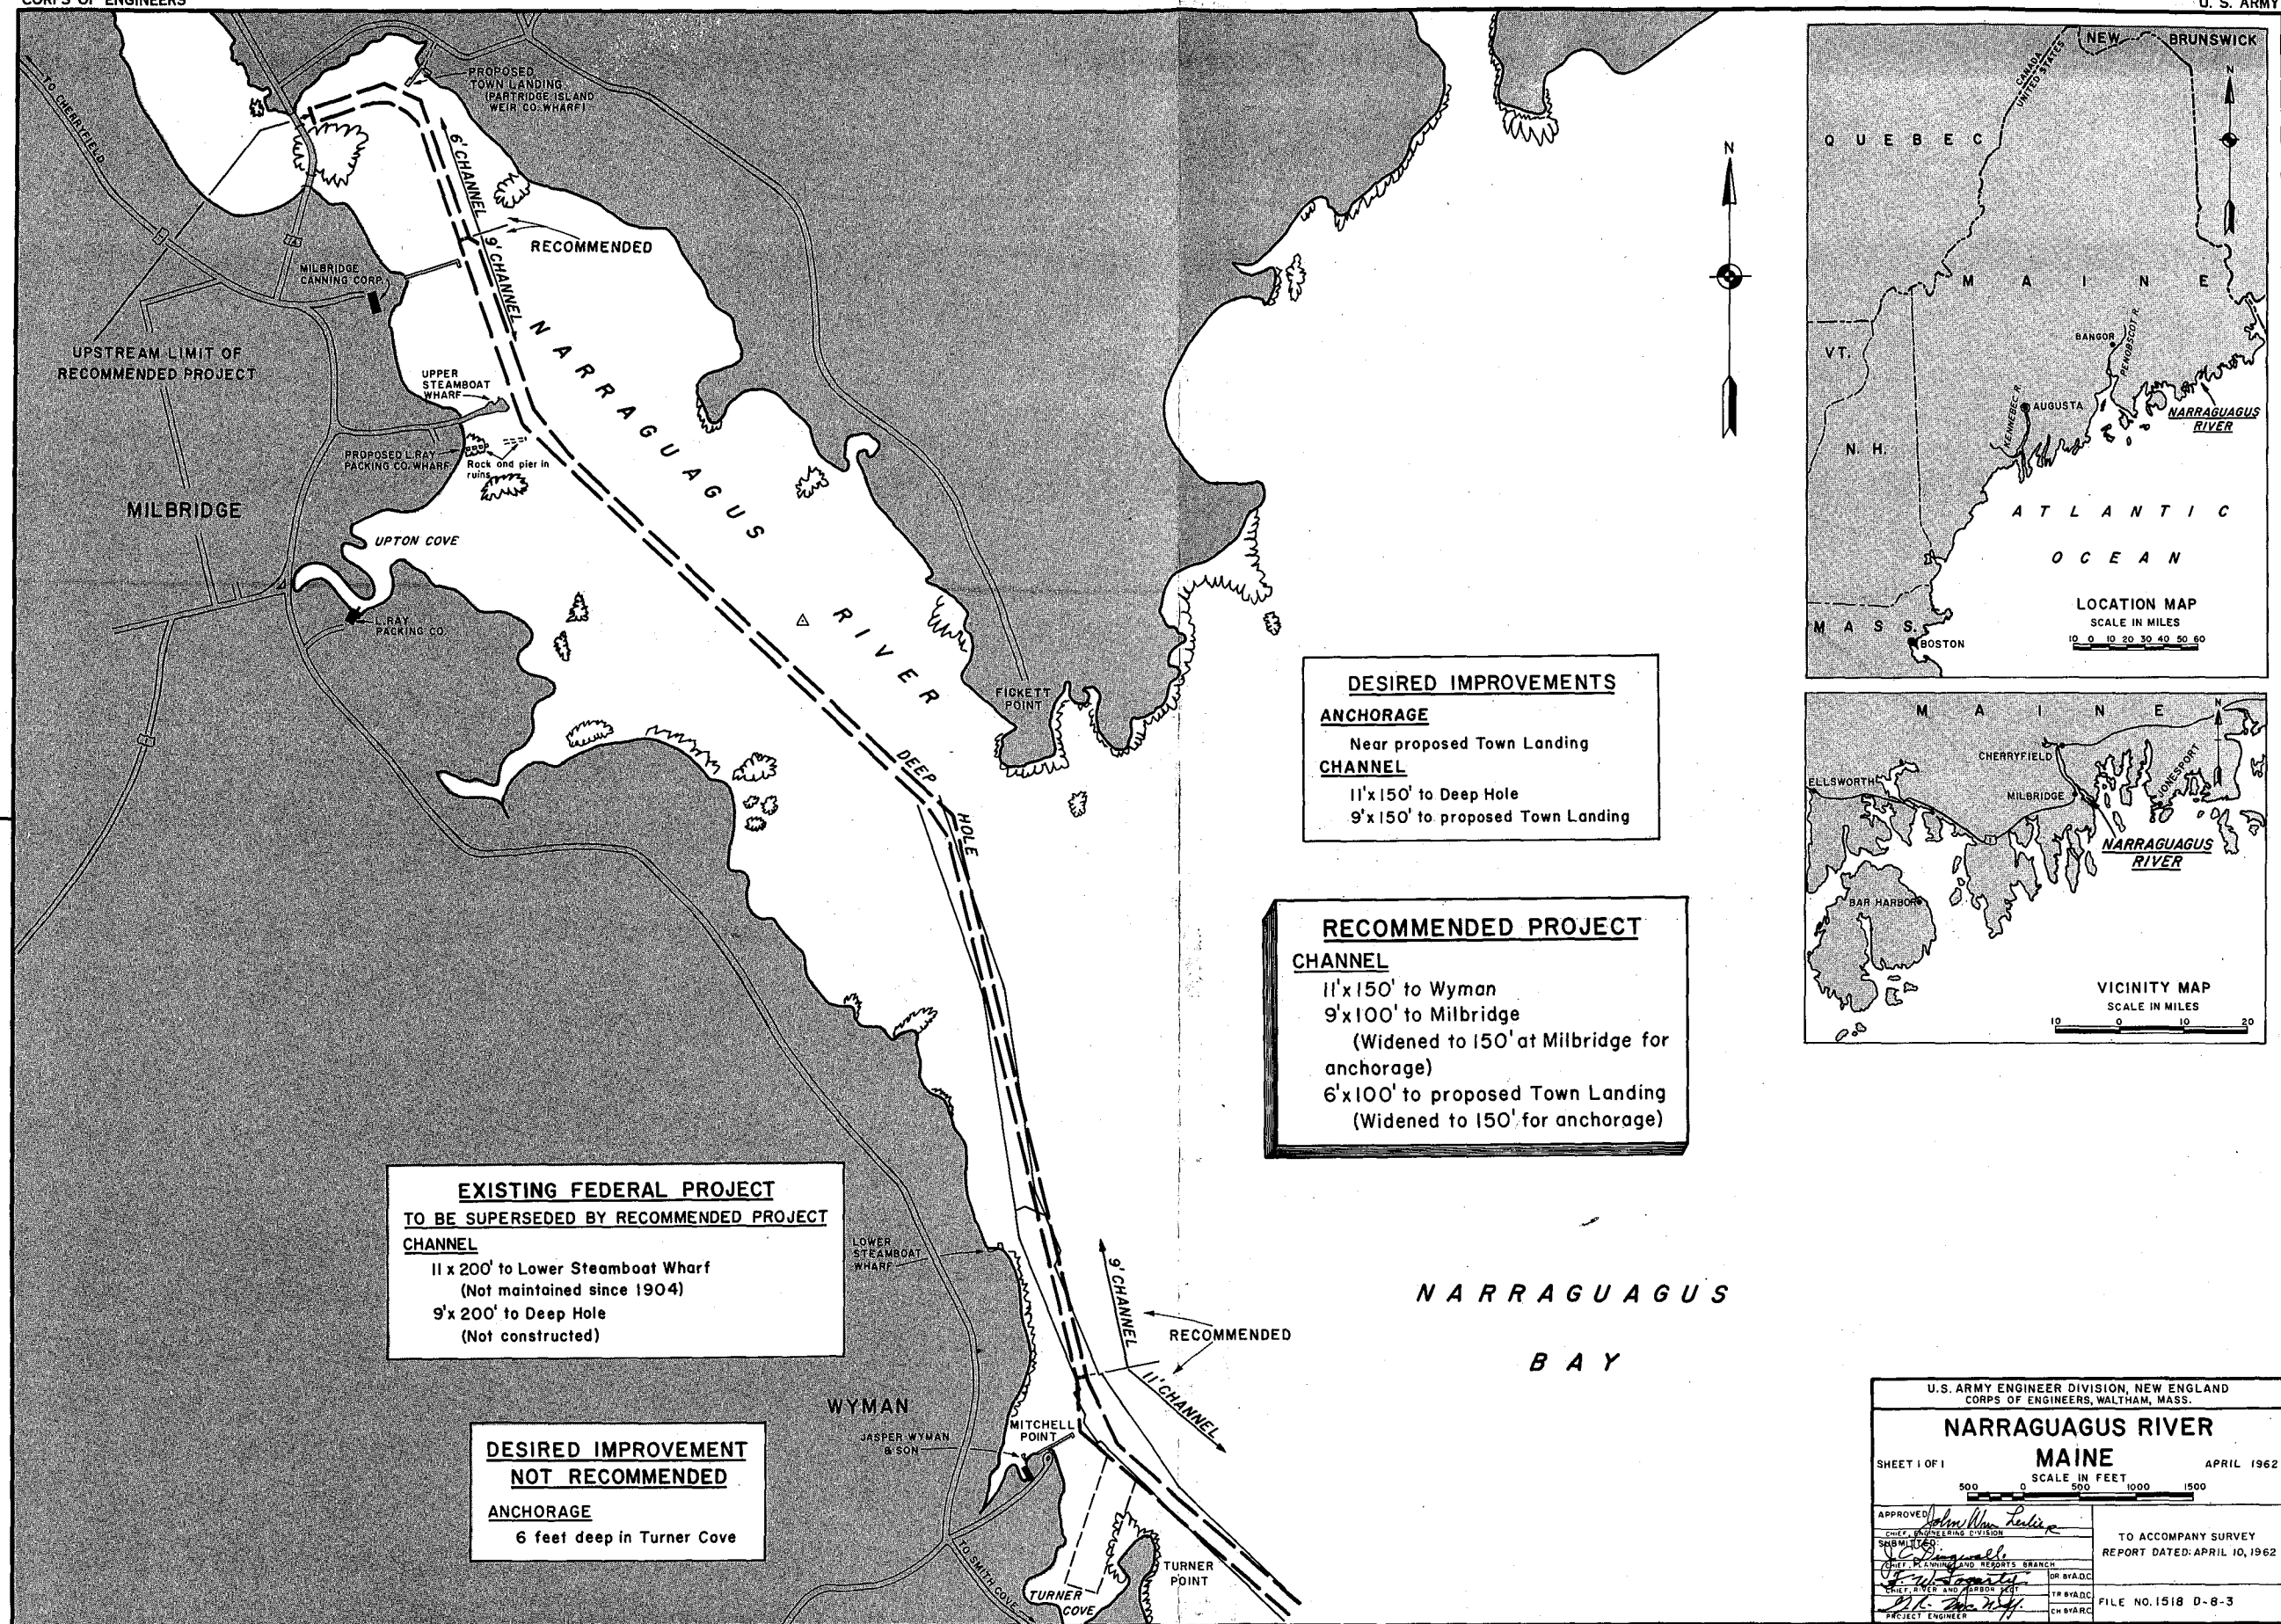 CORPS OF ENGINEERS
U. S. ARMY
TO CHERRYFIELD
PROPOSED
TOWN LANDING
(PARTRIDGE ISLAND
WEIR CO. WHARF)
6' CHANNEL
9' CHANNEL
RECOMMENDED
MILBRIDGE
CANNING CORP.
UPSTREAM LIMIT OF
RECOMMENDED PROJECT
1
1A
UPPER
STEAMBOAT
WHARF
PROPOSED L.RAY
PACKING CO. WHARF
Rock and pier in
ruins
MILBRIDGE
UPTON COVE
L.RAY
PACKING CO.
NARRAGUAGUS
RIVER
FICKETT
POINT
DEEP
HOLE
N
DESIRED IMPROVEMENTS
ANCHORAGE
Near proposed Town Landing
CHANNEL
11'x150' to Deep Hole
9'x150' to proposed Town Landing
RECOMMENDED PROJECT
CHANNEL
11'x150' to Wyman
9'x100' to Milbridge
(Widened to 150' at Milbridge for
anchorage)
6'x100' to proposed Town Landing
(Widened to 150' for anchorage)
EXISTING FEDERAL PROJECT
TO BE SUPERSEDED BY RECOMMENDED PROJECT
CHANNEL
11 x 200' to Lower Steamboat Wharf
(Not maintained since 1904)
9'x 200' to Deep Hole
(Not constructed)
LOWER
STEAMBOAT
WHARF
9' CHANNEL
RECOMMENDED
11' CHANNEL
NARRAGUAGUS
BAY
WYMAN
MITCHELL
POINT
JASPER WYMAN
& SON
DESIRED IMPROVEMENT
NOT RECOMMENDED
ANCHORAGE
6 feet deep in Turner Cove
TO SMITH COVE
TURNER
COVE
TURNER
POINT
NEW BRUNSWICK
CANADA
UNITED STATES
N
QUEBEC
MAINE
VT.
BANGOR
PENOBSCOT R.
KENNEBEC R.
AUGUSTA
NARRAGUAGUS
RIVER
N. H.
ATLANTIC
OCEAN
MASS.
BOSTON
LOCATION MAP
SCALE IN MILES
10 0 10 20 30 40 50 60
MAINE
N
CHERRYFIELD
ELLSWORTH
MILBRIDGE
JONESPORT
1
NARRAGUAGUS
RIVER
BAR HARBOR
VICINITY MAP
SCALE IN MILES
10 0 10 20
U.S. ARMY ENGINEER DIVISION, NEW ENGLAND
CORPS OF ENGINEERS, WALTHAM, MASS.
NARRAGUAGUS RIVER
MAINE
SHEET 1 OF 1
APRIL 1962
SCALE IN FEET
500 0 500 1000 1500
APPROVED John Wm Leslie
CHIEF, ENGINEERING DIVISION
SUBMITTED:
CHIEF, PLANNING AND REPORTS BRANCH
CHIEF, RIVER AND HARBOR SECT
PROJECT ENGINEER
DR BY A.D.C.
TR BY A.D.C.
CH BY A.R.C.
TO ACCOMPANY SURVEY
REPORT DATED: APRIL 10, 1962
FILE NO. 1518 D-8-3